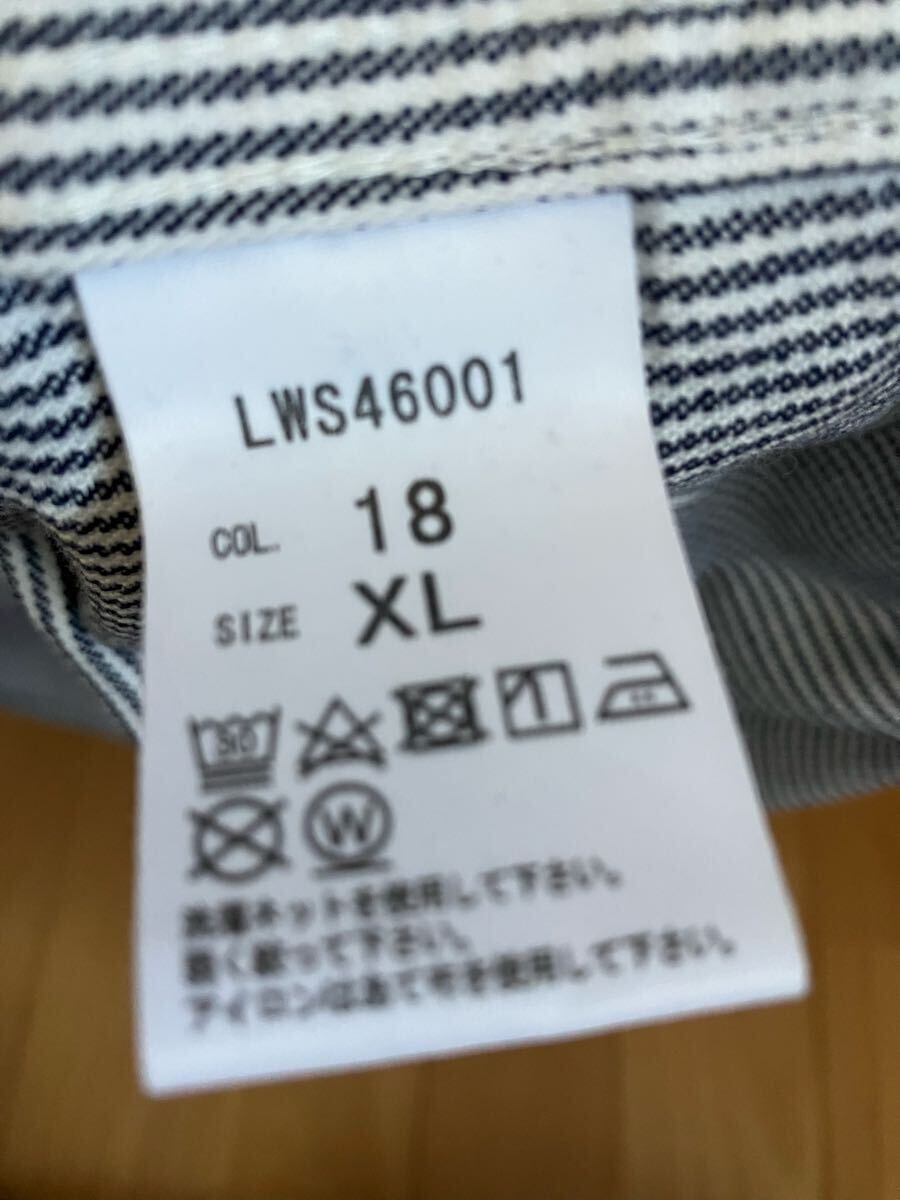 LWS46001
COL. 18
SIZE XL
30
W
洗濯ネットを使用して下さい。
軽く絞って下さい。
アイロンは当て布を使用して下さい。